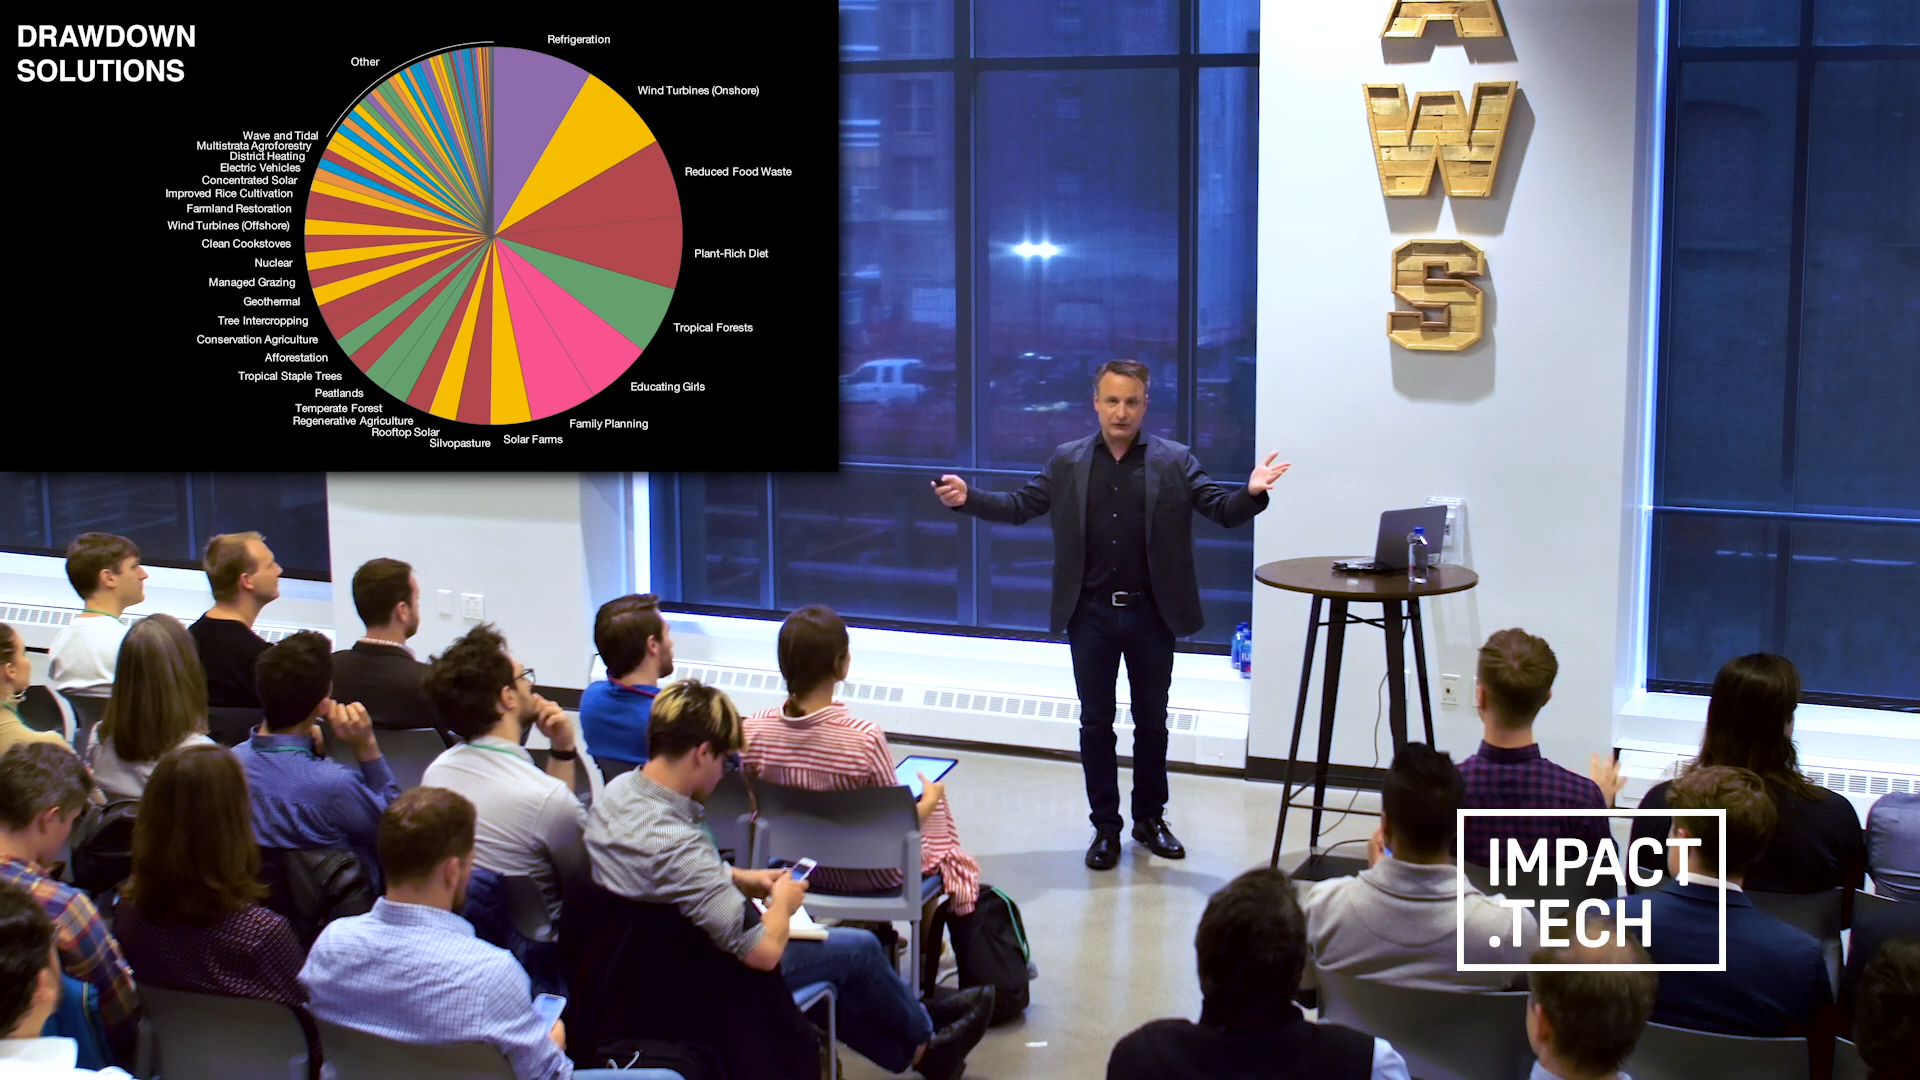 DRAWDOWN
SOLUTIONS
Refrigeration
Wind Turbines (Onshore)
Reduced Food Waste
Plant-Rich Diet
Tropical Forests
Educating Girls
Family Planning
Solar Farms
Silvopasture
Rooftop Solar
Regenerative Agriculture
Temperate Forest
Peatlands
Tropical Staple Trees
Afforestation
Conservation Agriculture
Tree Intercropping
Geothermal
Managed Grazing
Nuclear
Clean Cookstoves
Wind Turbines (Offshore)
Farmland Restoration
Improved Rice Cultivation
Concentrated Solar
Electric Vehicles
District Heating
Multistrata Agroforestry
Wave and Tidal
Other
A
W
S
IMPACT
.TECH